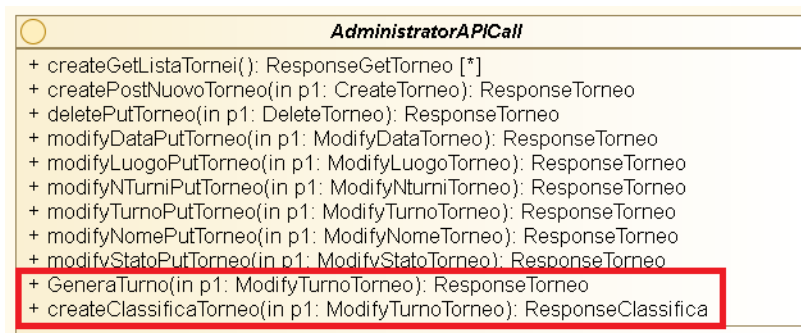 AdministratorAPICall
+ createGetListaTornei(): ResponseGetTorneo [*]
+ createPostNuovoTorneo(in p1: CreateTorneo): ResponseTorneo
+ deletePutTorneo(in p1: DeleteTorneo): ResponseTorneo
+ modifyDataPutTorneo(in p1: ModifyDataTorneo): ResponseTorneo
+ modifyLuogoPutTorneo(in p1: ModifyLuogoTorneo): ResponseTorneo
+ modifyNTurniPutTorneo(in p1: ModifyNturniTorneo): ResponseTorneo
+ modifyTurnoPutTorneo(in p1: ModifyTurnoTorneo): ResponseTorneo
+ modifyNomePutTorneo(in p1: ModifyNomeTorneo): ResponseTorneo
+ modifyStatoPutTorneo(in p1: ModifyStatoTorneo): ResponseTorneo
+ GeneraTurno(in p1: ModifyTurnoTorneo): ResponseTorneo
+ createClassificaTorneo(in p1: ModifyTurnoTorneo): ResponseClassifica